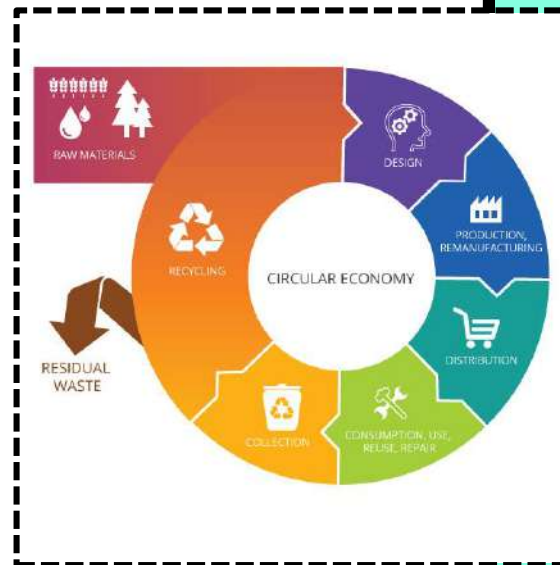 RAW MATERIALS
DESIGN
PRODUCTION,
REMANUFACTURING
DISTRIBUTION
CONSUMPTION, USE,
REUSE, REPAIR
COLLECTION
RECYCLING
CIRCULAR ECONOMY
RESIDUAL
WASTE